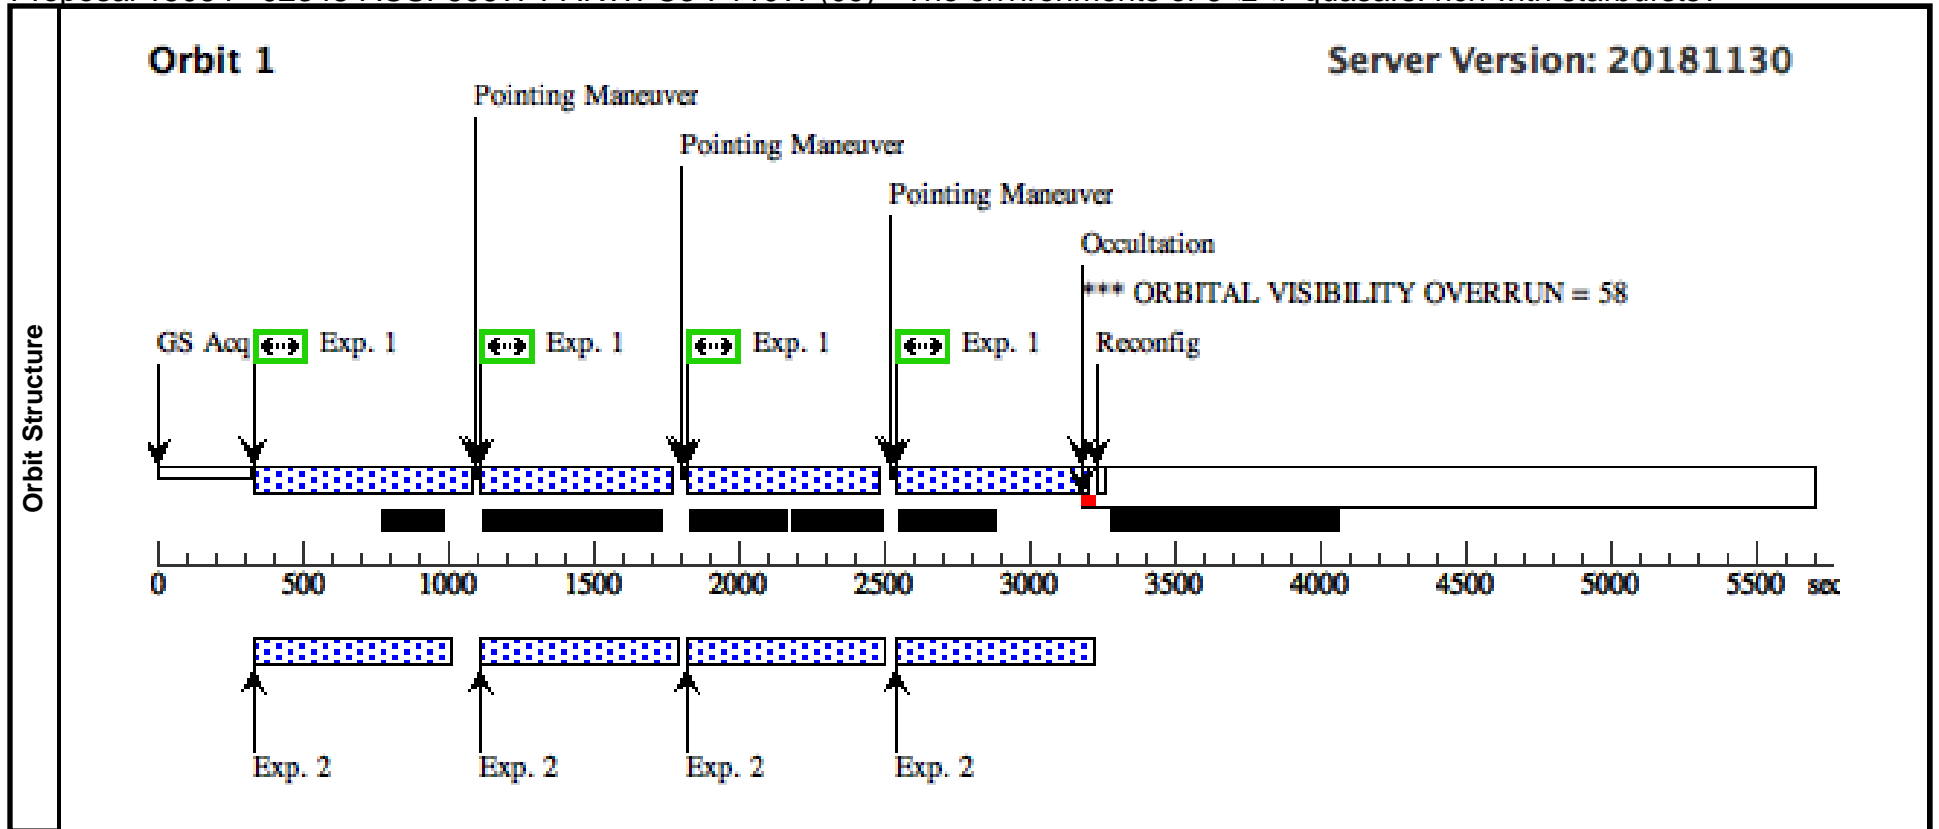 Orbit 1
Server Version: 20181130
Pointing Maneuver
Pointing Maneuver
Pointing Maneuver
Occultation
*** ORBITAL VISIBILITY OVERRUN = 58
GS Acq Exp. 1 Exp. 1 Exp. 1 Exp. 1 Reconfig
Orbit Structure
0 500 1000 1500 2000 2500 3000 3500 4000 4500 5000 5500 sec
Exp. 2 Exp. 2 Exp. 2 Exp. 2